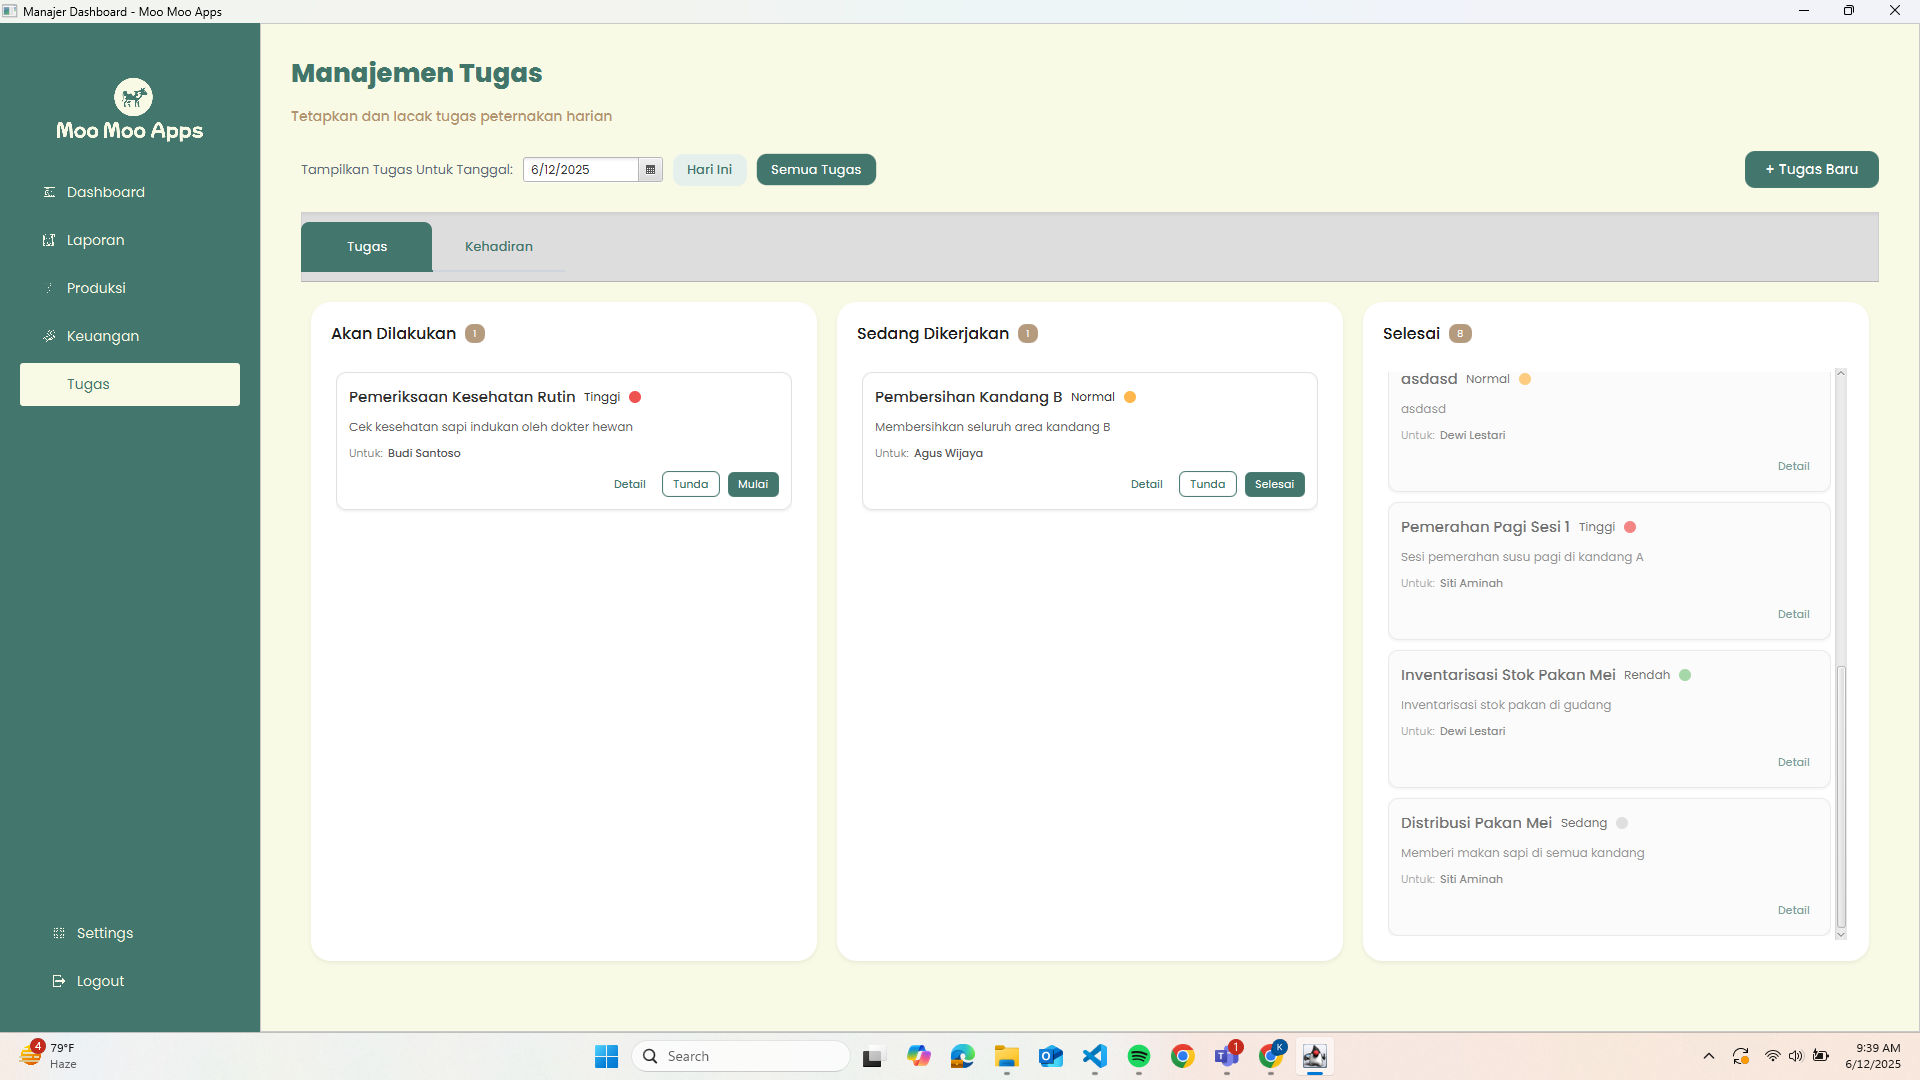 Manajer Dashboard - Moo Moo Apps
Moo Moo Apps
Dashboard
Laporan
Produksi
Keuangan
Tugas
Settings
Logout
Manajemen Tugas
Tetapkan dan lacak tugas peternakan harian
Tampilkan Tugas Untuk Tanggal: 6/12/2025 Hari Ini Semua Tugas + Tugas Baru
Tugas Kehadiran
Akan Dilakukan 1
Pemeriksaan Kesehatan Rutin Tinggi
Cek kesehatan sapi indukan oleh dokter hewan
Untuk: Budi Santoso
Detail Tunda Mulai
Sedang Dikerjakan 1
Pembersihan Kandang B Normal
Membersihkan seluruh area kandang B
Untuk: Agus Wijaya
Detail Tunda Selesai
Selesai 8
asdasd Normal
asdasd
Untuk: Dewi Lestari
Detail
Pemerahan Pagi Sesi 1 Tinggi
Sesi pemerahan susu pagi di kandang A
Untuk: Siti Aminah
Detail
Inventarisasi Stok Pakan Mei Rendah
Inventarisasi stok pakan di gudang
Untuk: Dewi Lestari
Detail
Distribusi Pakan Mei Sedang
Memberi makan sapi di semua kandang
Untuk: Siti Aminah
Detail
4
79°F
Haze
Search
1
K
9:39 AM
6/12/2025